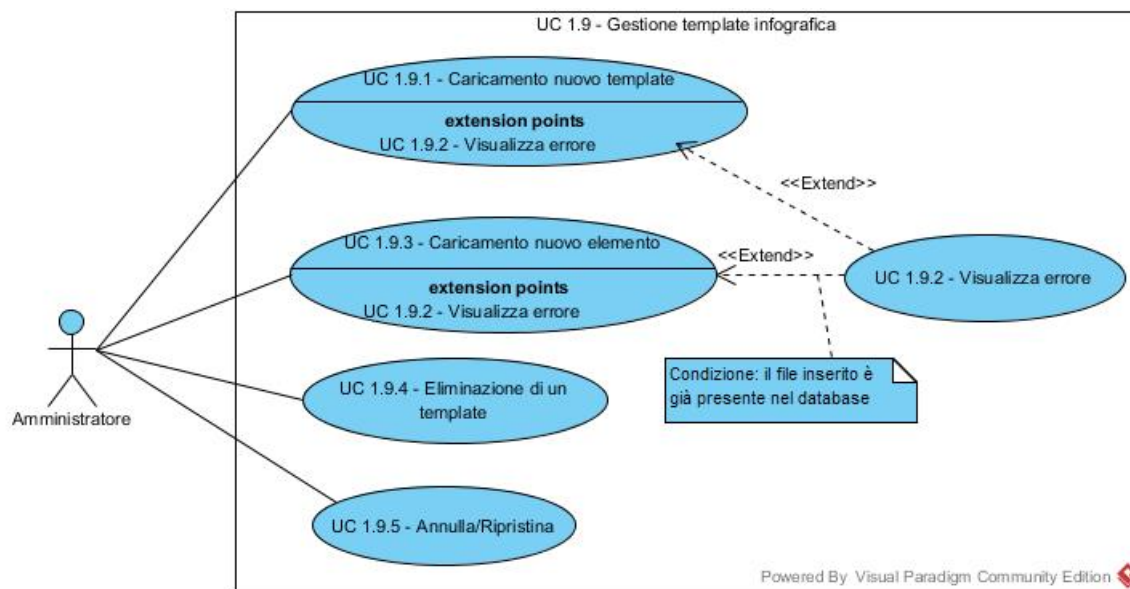 UC 1.9 - Gestione template infografica
UC 1.9.1 - Caricamento nuovo template
extension points
UC 1.9.2 - Visualizza errore
<<Extend>>
UC 1.9.3 - Caricamento nuovo elemento
extension points
UC 1.9.2 - Visualizza errore
<<Extend>>
UC 1.9.2 - Visualizza errore
Condizione: il file inserito è
già presente nel database
Amministratore
UC 1.9.4 - Eliminazione di un
template
UC 1.9.5 - Annulla/Ripristina
Powered By Visual Paradigm Community Edition